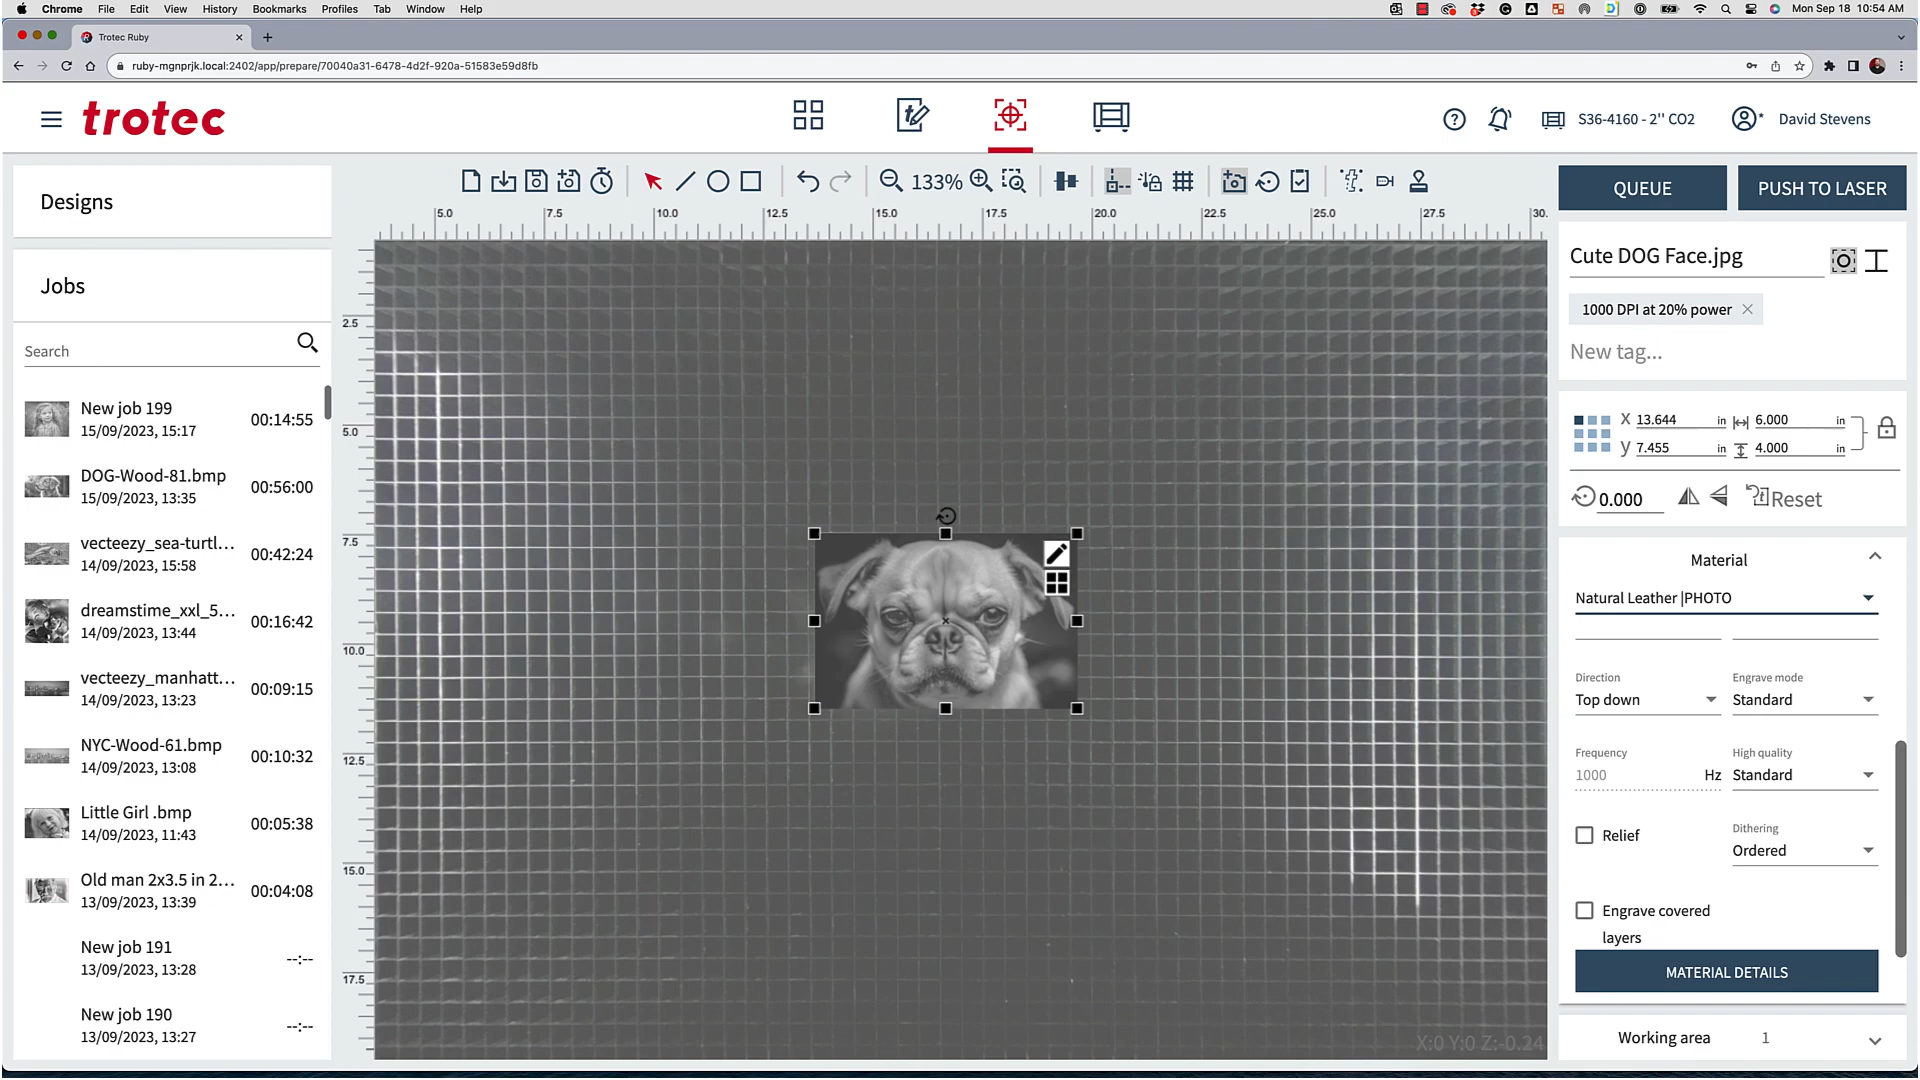 Chrome File Edit View History Bookmarks Profiles Tab Window Help
Mon Sep 18 10:54 AM
Trotec Ruby
ruby-mgnprjk.local:2402/app/prepare/70040a31-6478-4d2f-920a-51583e59d8fb
trotec
S36-4160 - 2'' CO2
David Stevens
Designs
Jobs
Search
New job 199
15/09/2023, 15:17
00:14:55
DOG-Wood-81.bmp
15/09/2023, 13:35
00:56:00
vecteezy_sea-turtl...
14/09/2023, 15:58
00:42:24
dreamstime_xxl_5...
14/09/2023, 13:44
00:16:42
vecteezy_manhatt...
14/09/2023, 13:23
00:09:15
NYC-Wood-61.bmp
14/09/2023, 13:08
00:10:32
Little Girl .bmp
14/09/2023, 11:43
00:05:38
Old man 2x3.5 in 2...
13/09/2023, 13:39
00:04:08
New job 191
13/09/2023, 13:28
--:--
New job 190
13/09/2023, 13:27
--:--
133%
5.0 7.5 10.0 12.5 15.0 17.5 20.0 22.5 25.0 27.5 30.
2.5
5.0
7.5
10.0
12.5
15.0
17.5
X:0 Y:0 Z:-0.24
QUEUE
PUSH TO LASER
Cute DOG Face.jpg
1000 DPI at 20% power
New tag...
X 13.644 in 6.000 in
y 7.455 in 4.000 in
0.000 Reset
Material
Natural Leather |PHOTO
Direction
Top down
Engrave mode
Standard
Frequency
1000 Hz
High quality
Standard
Relief
Dithering
Ordered
Engrave covered
layers
MATERIAL DETAILS
Working area 1